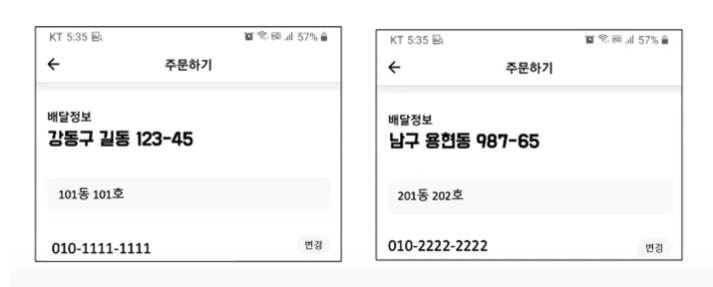 KT 5:35 57%
주문하기
배달정보
강동구 길동 123-45
101동 101호
010-1111-1111 변경
KT 5:35 57%
주문하기
배달정보
남구 용현동 987-65
201동 202호
010-2222-2222 변경